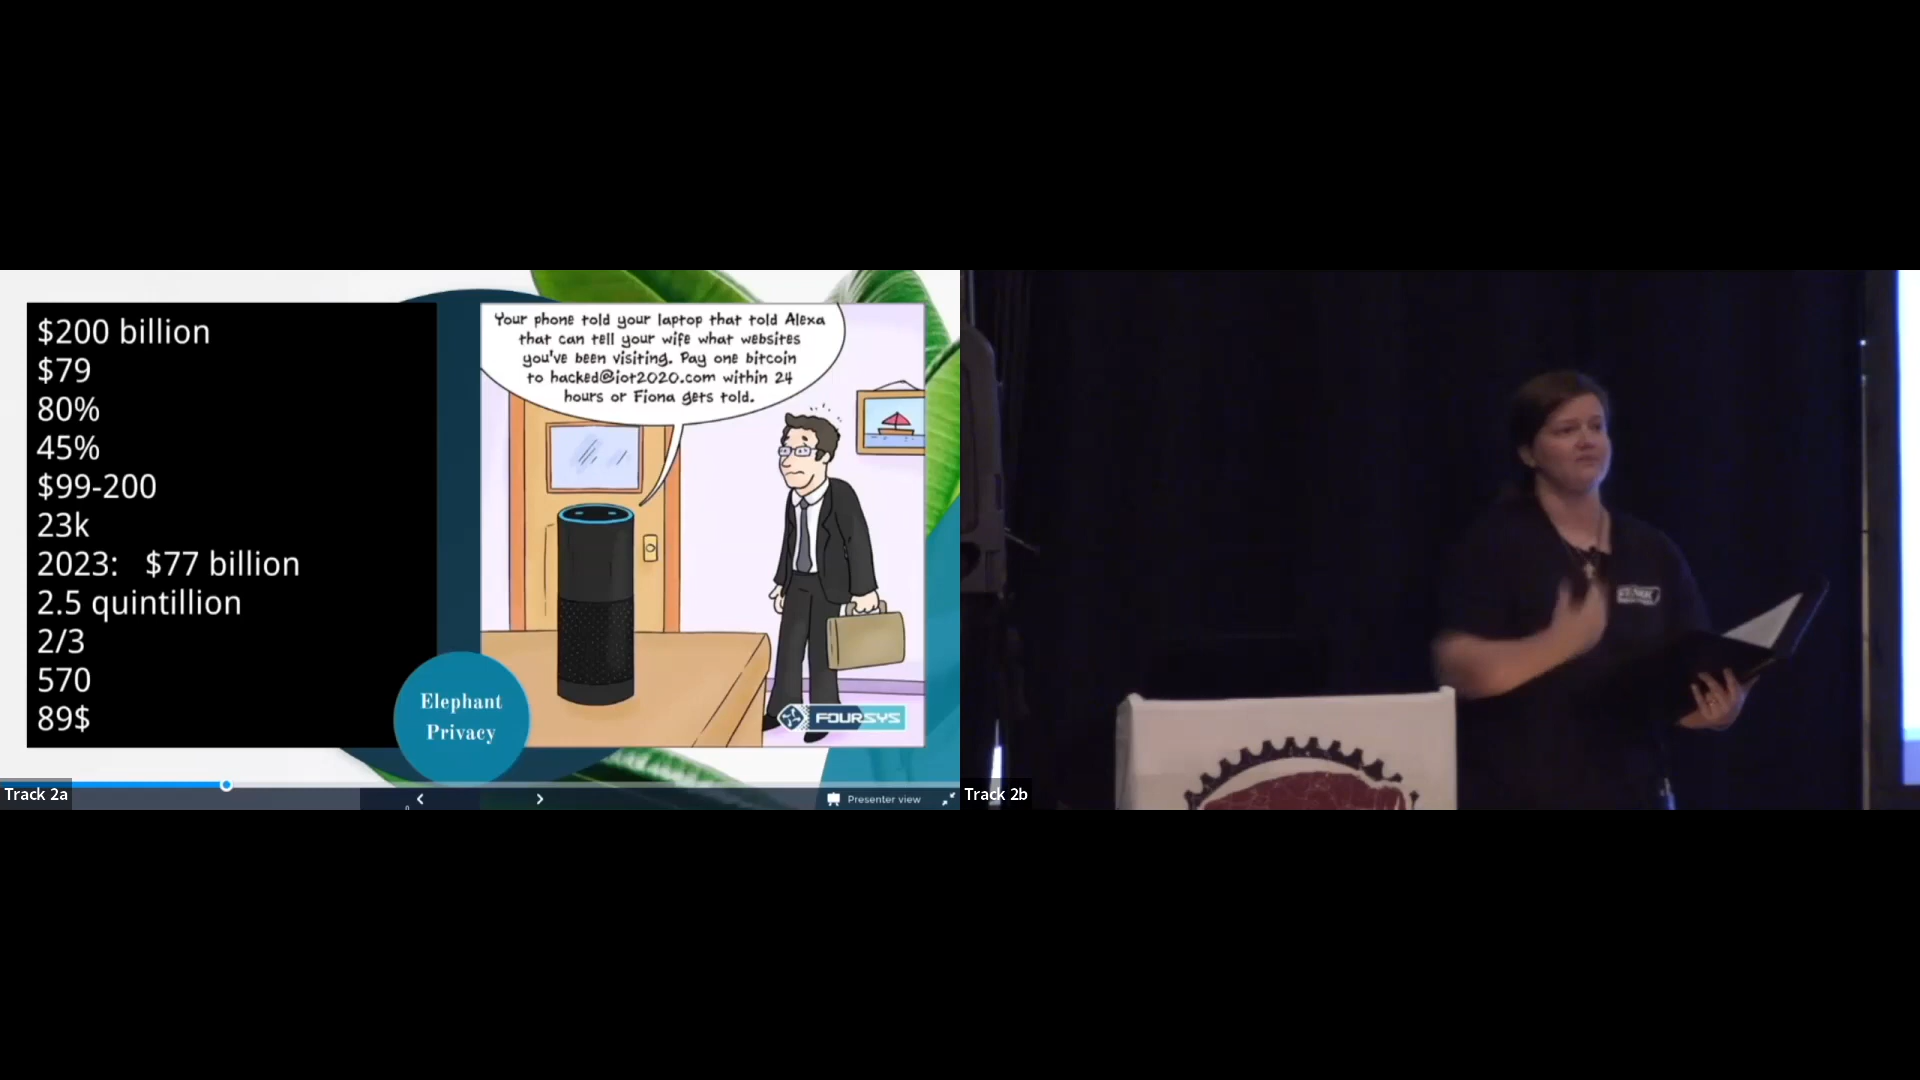 $200 billion
$79
80%
45%
$99-200
23k
2023:   $77 billion
2.5 quintillion
2/3
570
89$
Your phone told your laptop that told Alexa
that can tell your wife what websites
you've been visiting. Pay one bitcoin
to hacked@iot2020.com within 24
hours or Fiona gets told.
Elephant
Privacy
FOURSYS
Presenter view
Track 2a
Track 2b